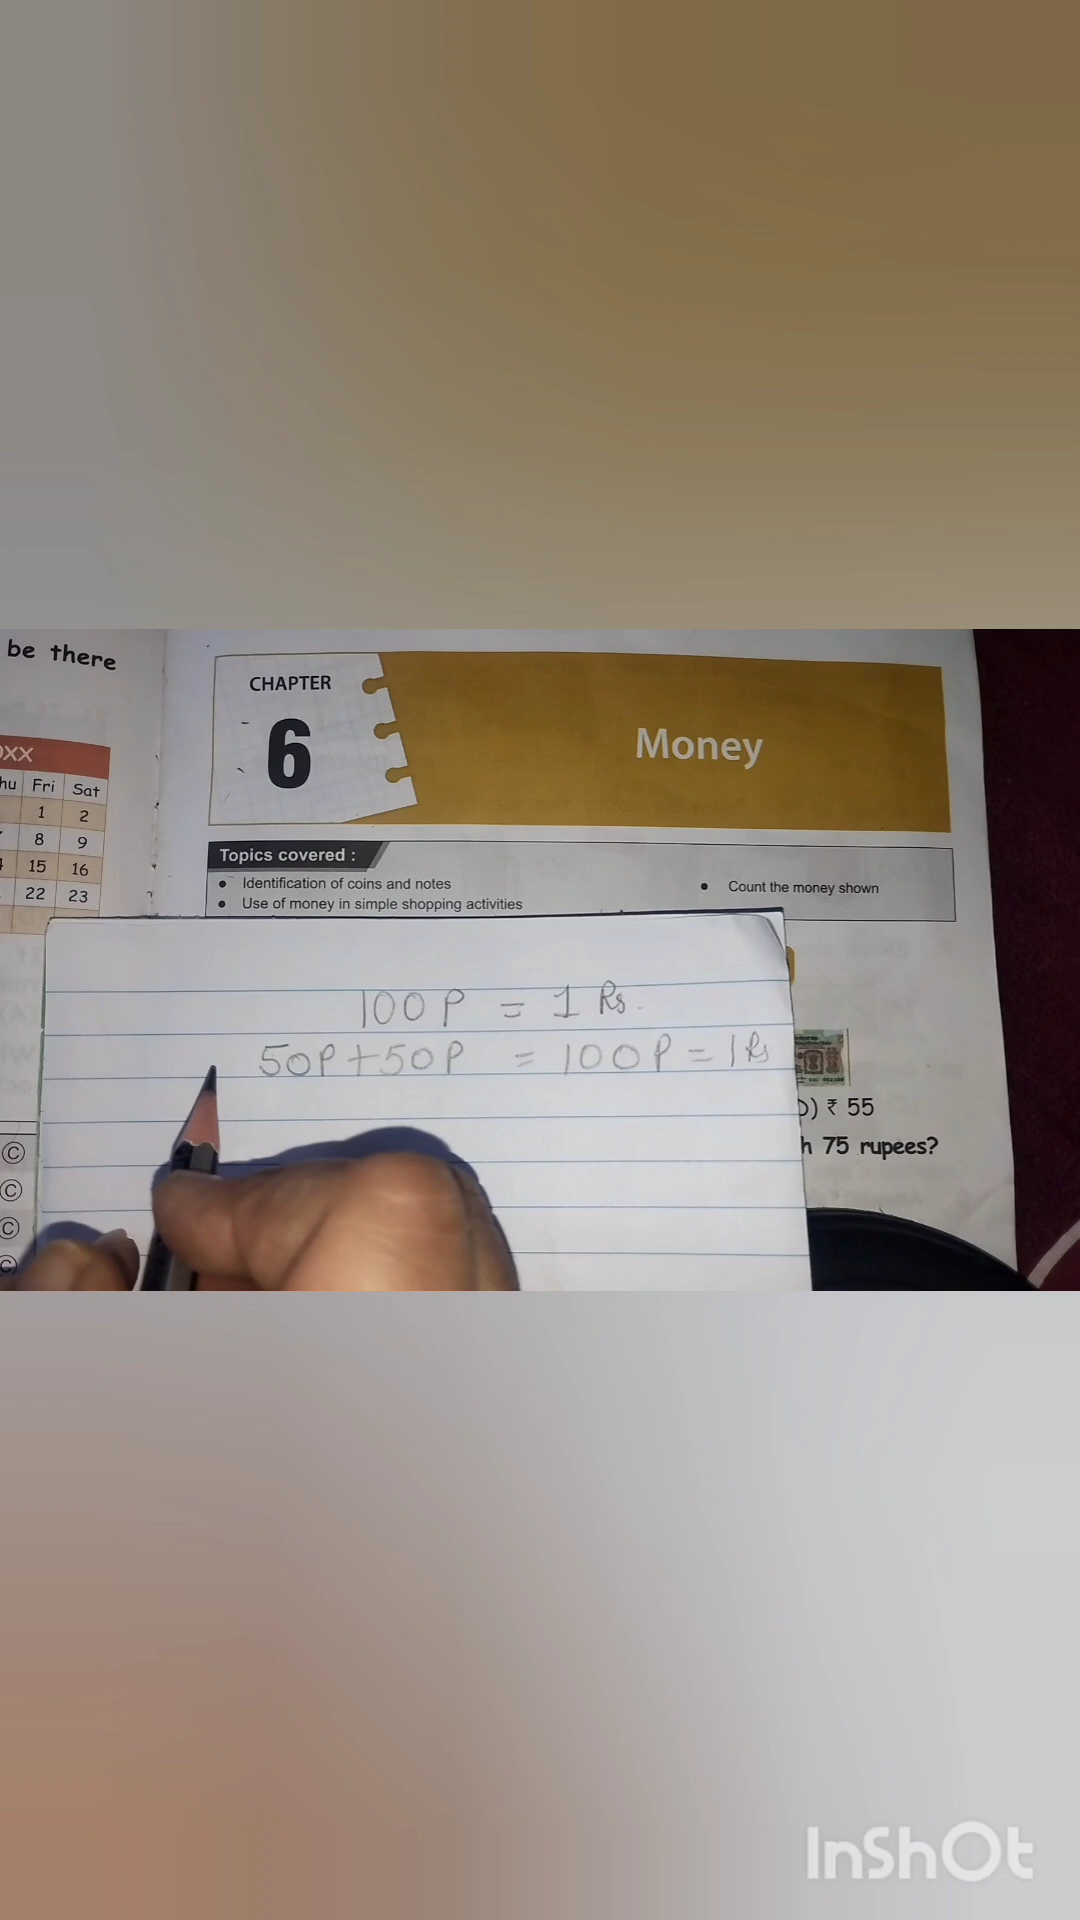 be there
XX
Fri Sat
1 2
8 9
15 16
22 23
CHAPTER
6
Money
Topics covered :
• Identification of coins and notes
• Use of money in simple shopping activities
• Count the money shown
100P = 1 Rs.
50P+50P = 100P = 1 Rs
) ₹ 55
75 rupees?
C
C
C
C
InShOt